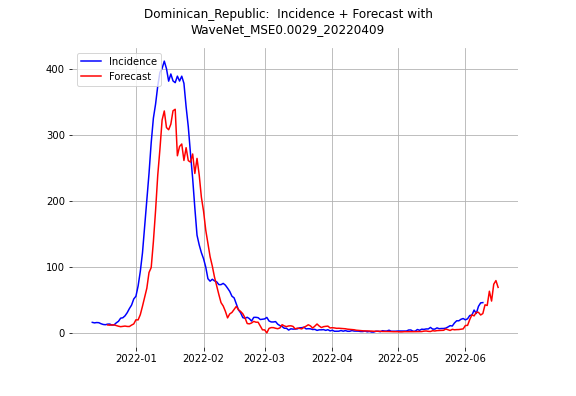 Dominican_Republic:  Incidence + Forecast with
WaveNet_MSE0.0029_20220409
Incidence
Forecast
400
300
200
100
0
2022-01 2022-02 2022-03 2022-04 2022-05 2022-06